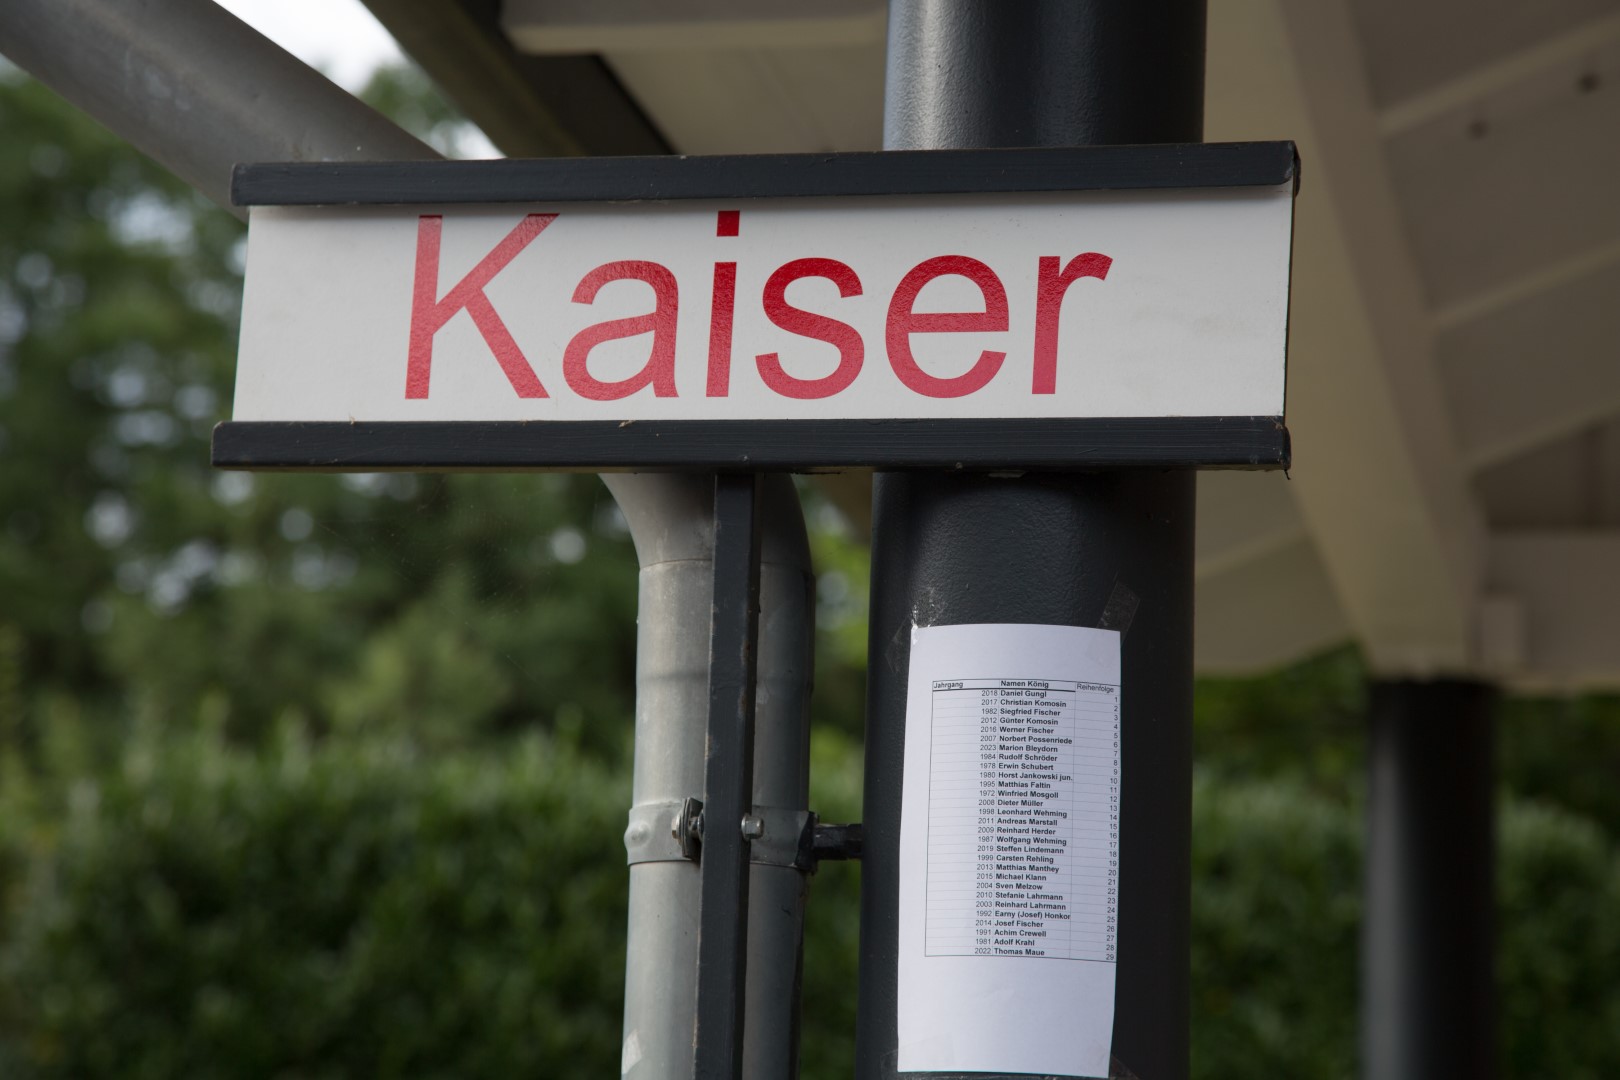 Kaiser
Jahrgang Namen König Reihenfolge
2018 Daniel Gungl 1
2017 Christian Komosin 2
1982 Siegfried Fischer 3
2012 Günter Komosin 4
2016 Werner Fischer 5
2007 Norbert Possenriede 6
2023 Marion Bleydorn 7
1984 Rudolf Schröder 8
1978 Erwin Schubert 9
1980 Horst Jankowski jun. 10
1995 Matthias Faltin 11
1972 Winfried Mosgoll 12
2008 Dieter Müller 13
1998 Leonhard Wehming 14
2011 Andreas Marstall 15
2009 Reinhard Herder 16
1987 Wolfgang Wehming 17
2019 Steffen Lindemann 18
1999 Carsten Rehling 19
2013 Matthias Manthey 20
2015 Michael Klann 21
2004 Sven Melzow 22
2010 Stefanie Lahrmann 23
2003 Reinhard Lahrmann 24
1992 Earny (Josef) Honkor 25
2014 Josef Fischer 26
1991 Achim Crewell 27
1981 Adolf Krahl 28
2022 Thomas Maue 29